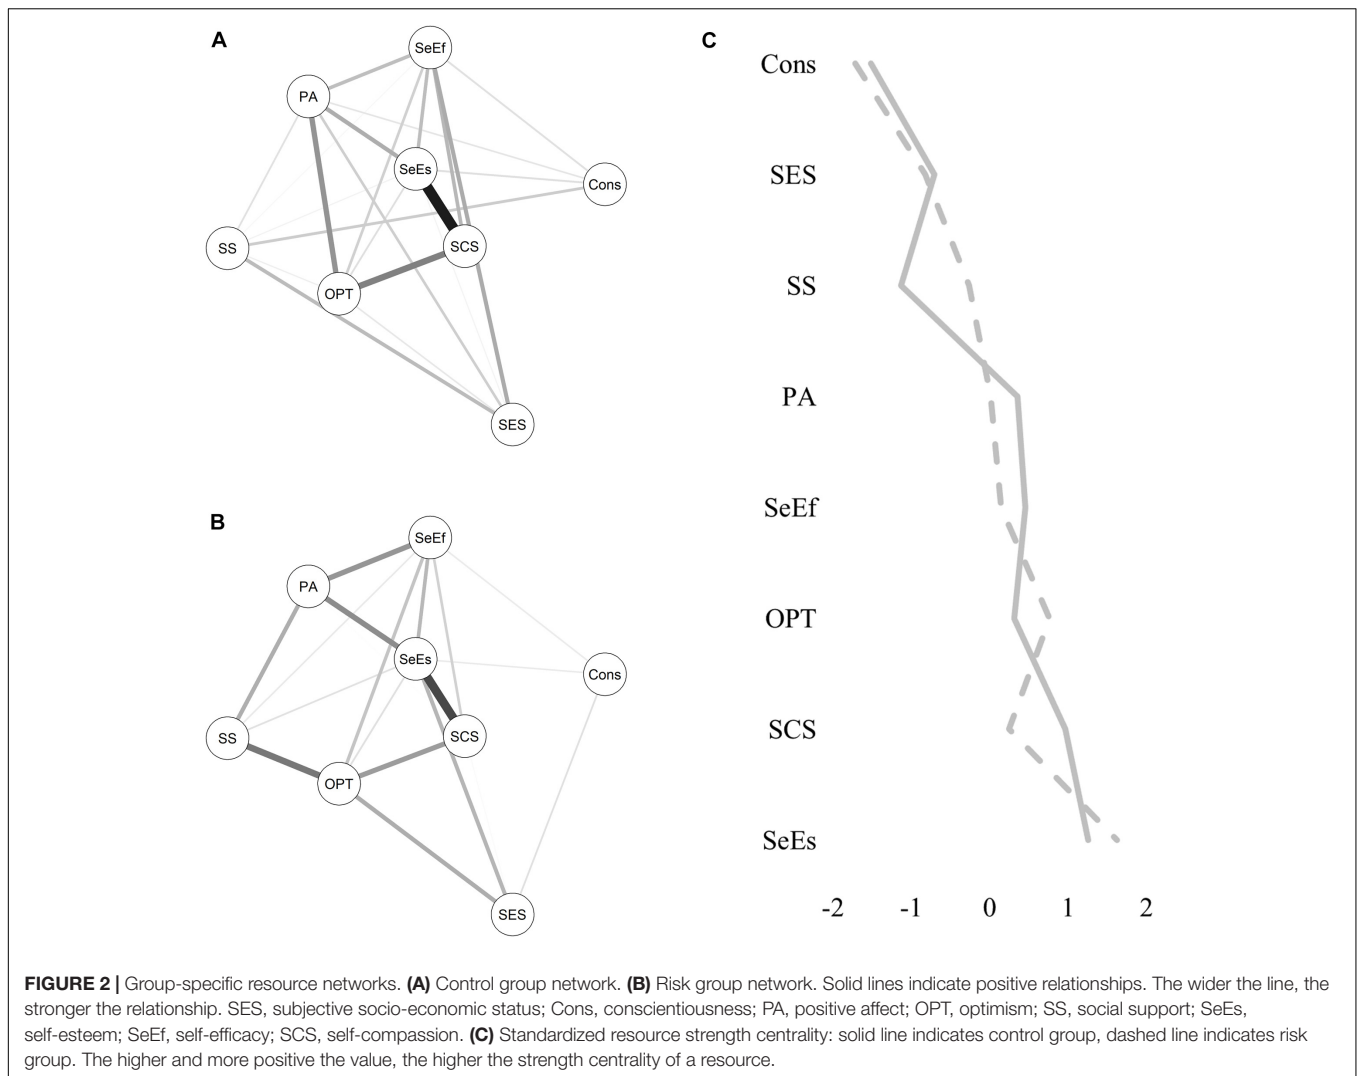 A
SeEf
PA
SeEs
Cons
SS
SCS
OPT
SES
B
SeEf
PA
SeEs
Cons
SS
SCS
OPT
SES
C
Cons
SES
SS
PA
SeEf
OPT
SCS
SeEs
-2 -1 0 1 2
FIGURE 2 | Group-specific resource networks. (A) Control group network. (B) Risk group network. Solid lines indicate positive relationships. The wider the line, the
stronger the relationship. SES, subjective socio-economic status; Cons, conscientiousness; PA, positive affect; OPT, optimism; SS, social support; SeEs,
self-esteem; SeEf, self-efficacy; SCS, self-compassion. (C) Standardized resource strength centrality: solid line indicates control group, dashed line indicates risk
group. The higher and more positive the value, the higher the strength centrality of a resource.